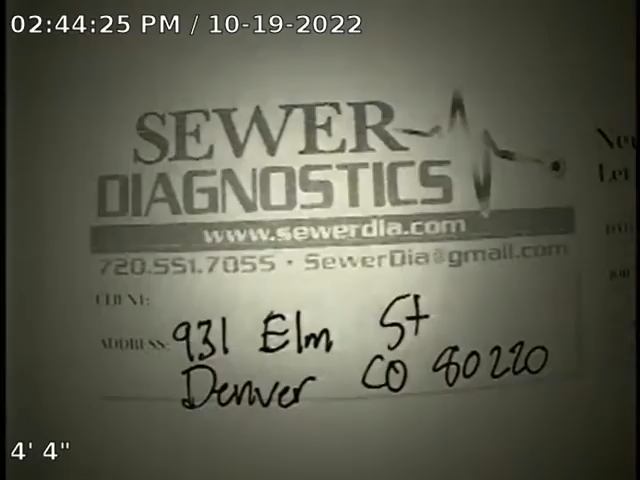 02:44:25 PM / 10-19-2022
SEWER
DIAGNOSTICS
www.sewerdia.com
720.551.7055 · SewerDia@gmail.com
CLIENT:
ADDRESS: 931 Elm St
Denver CO 80220
4' 4"